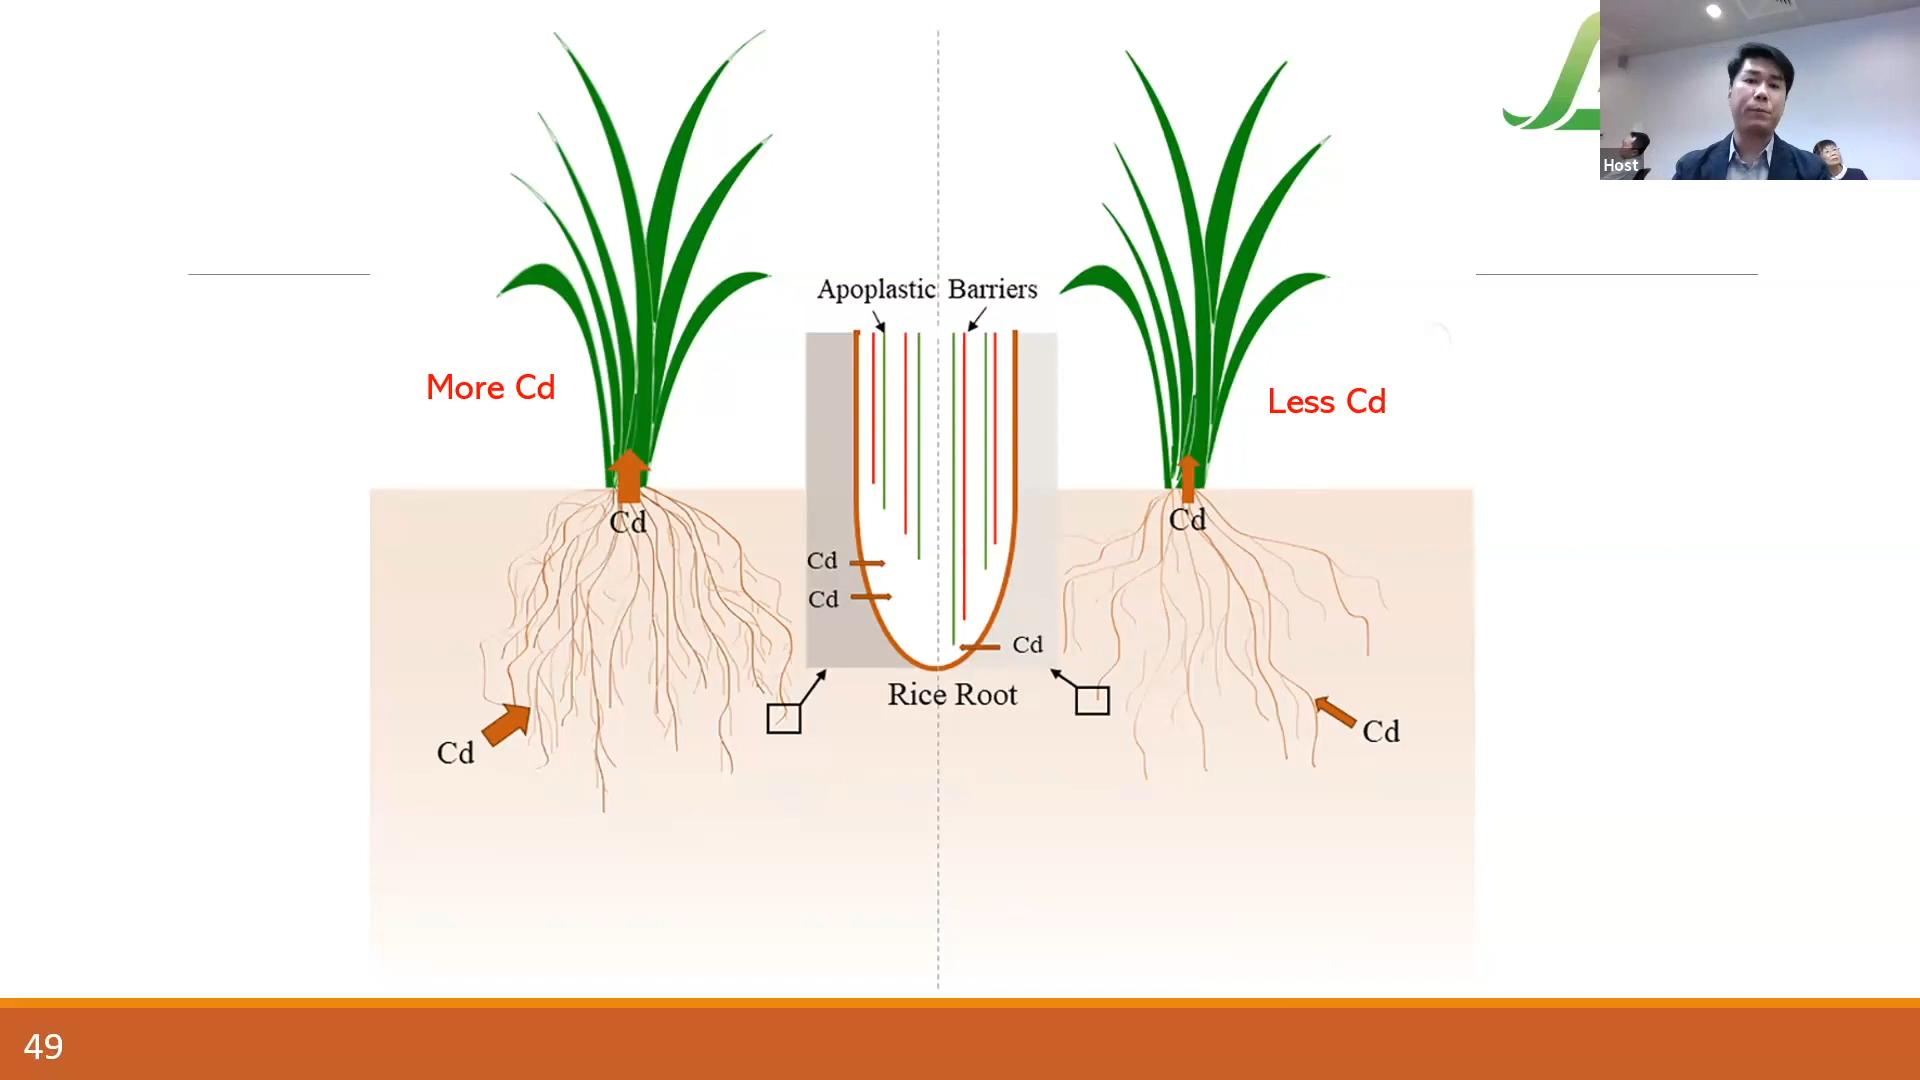 Host
Apoplastic Barriers
More Cd
Less Cd
Cd
Cd
Cd
Cd
Cd
Rice Root
Cd
Cd
49